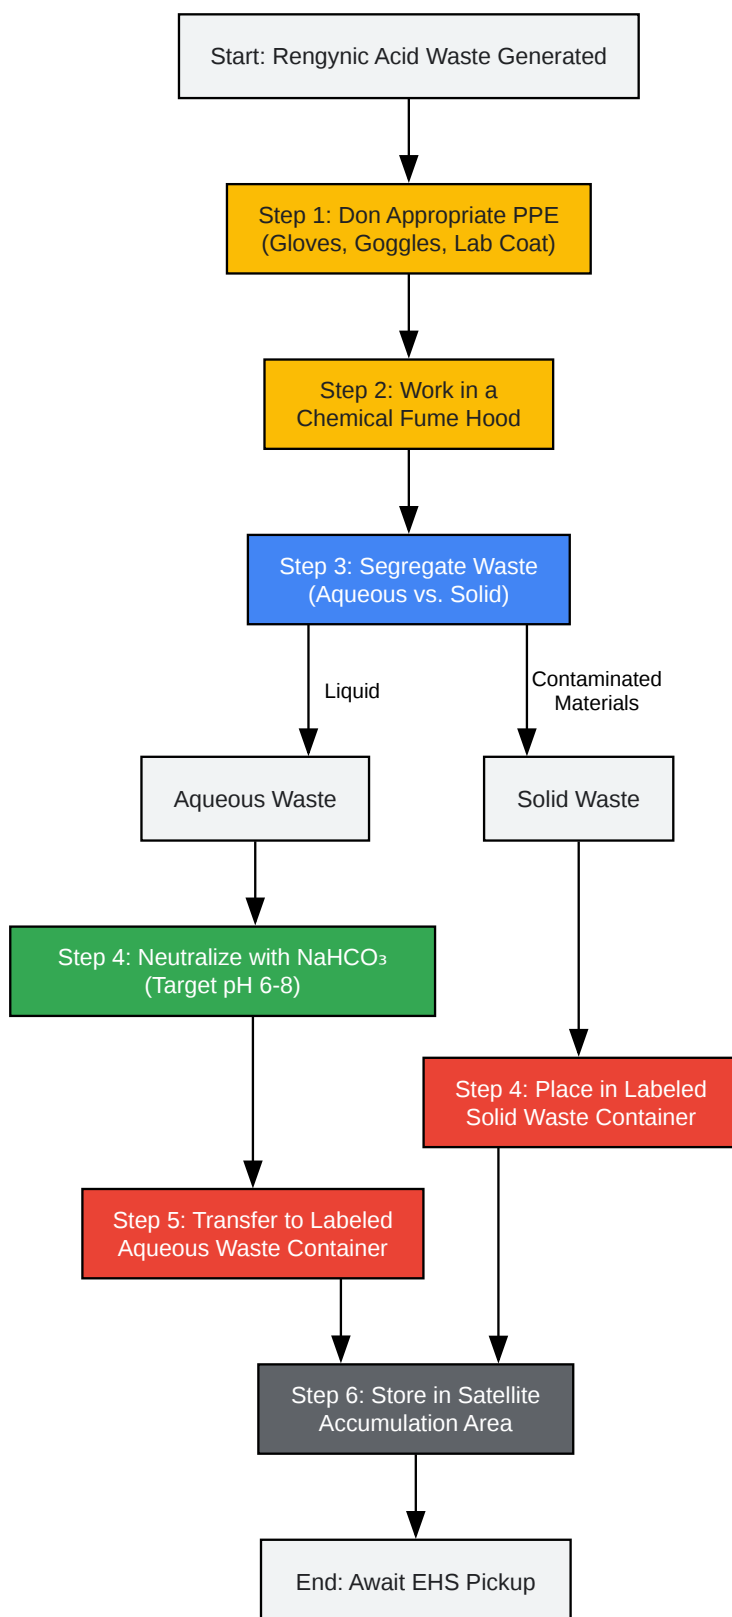 Start: Rengynic Acid Waste Generated
Step 1: Don Appropriate PPE
(Gloves, Goggles, Lab Coat)
Step 2: Work in a
Chemical Fume Hood
Step 3: Segregate Waste
(Aqueous vs. Solid)
Liquid
Contaminated
Materials
Aqueous Waste
Solid Waste
Step 4: Neutralize with NaHCO₃
(Target pH 6-8)
Step 4: Place in Labeled
Solid Waste Container
Step 5: Transfer to Labeled
Aqueous Waste Container
Step 6: Store in Satellite
Accumulation Area
End: Await EHS Pickup